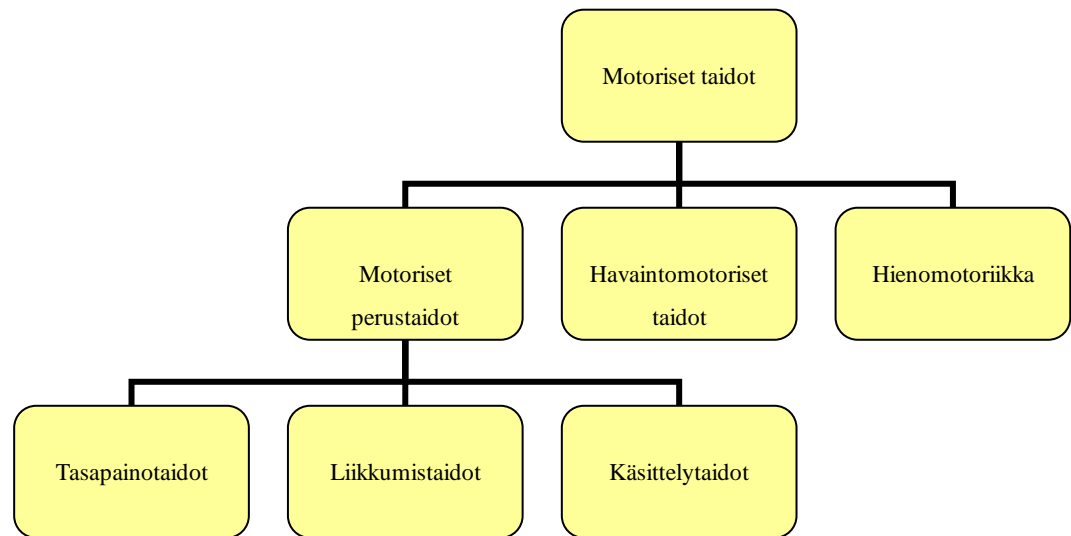 Motoriset taidot
Motoriset
perustaidot
Havaintomotoriset
taidot
Hienomotoriikka
Tasapainotaidot
Liikkumistaidot
Käsittelytaidot